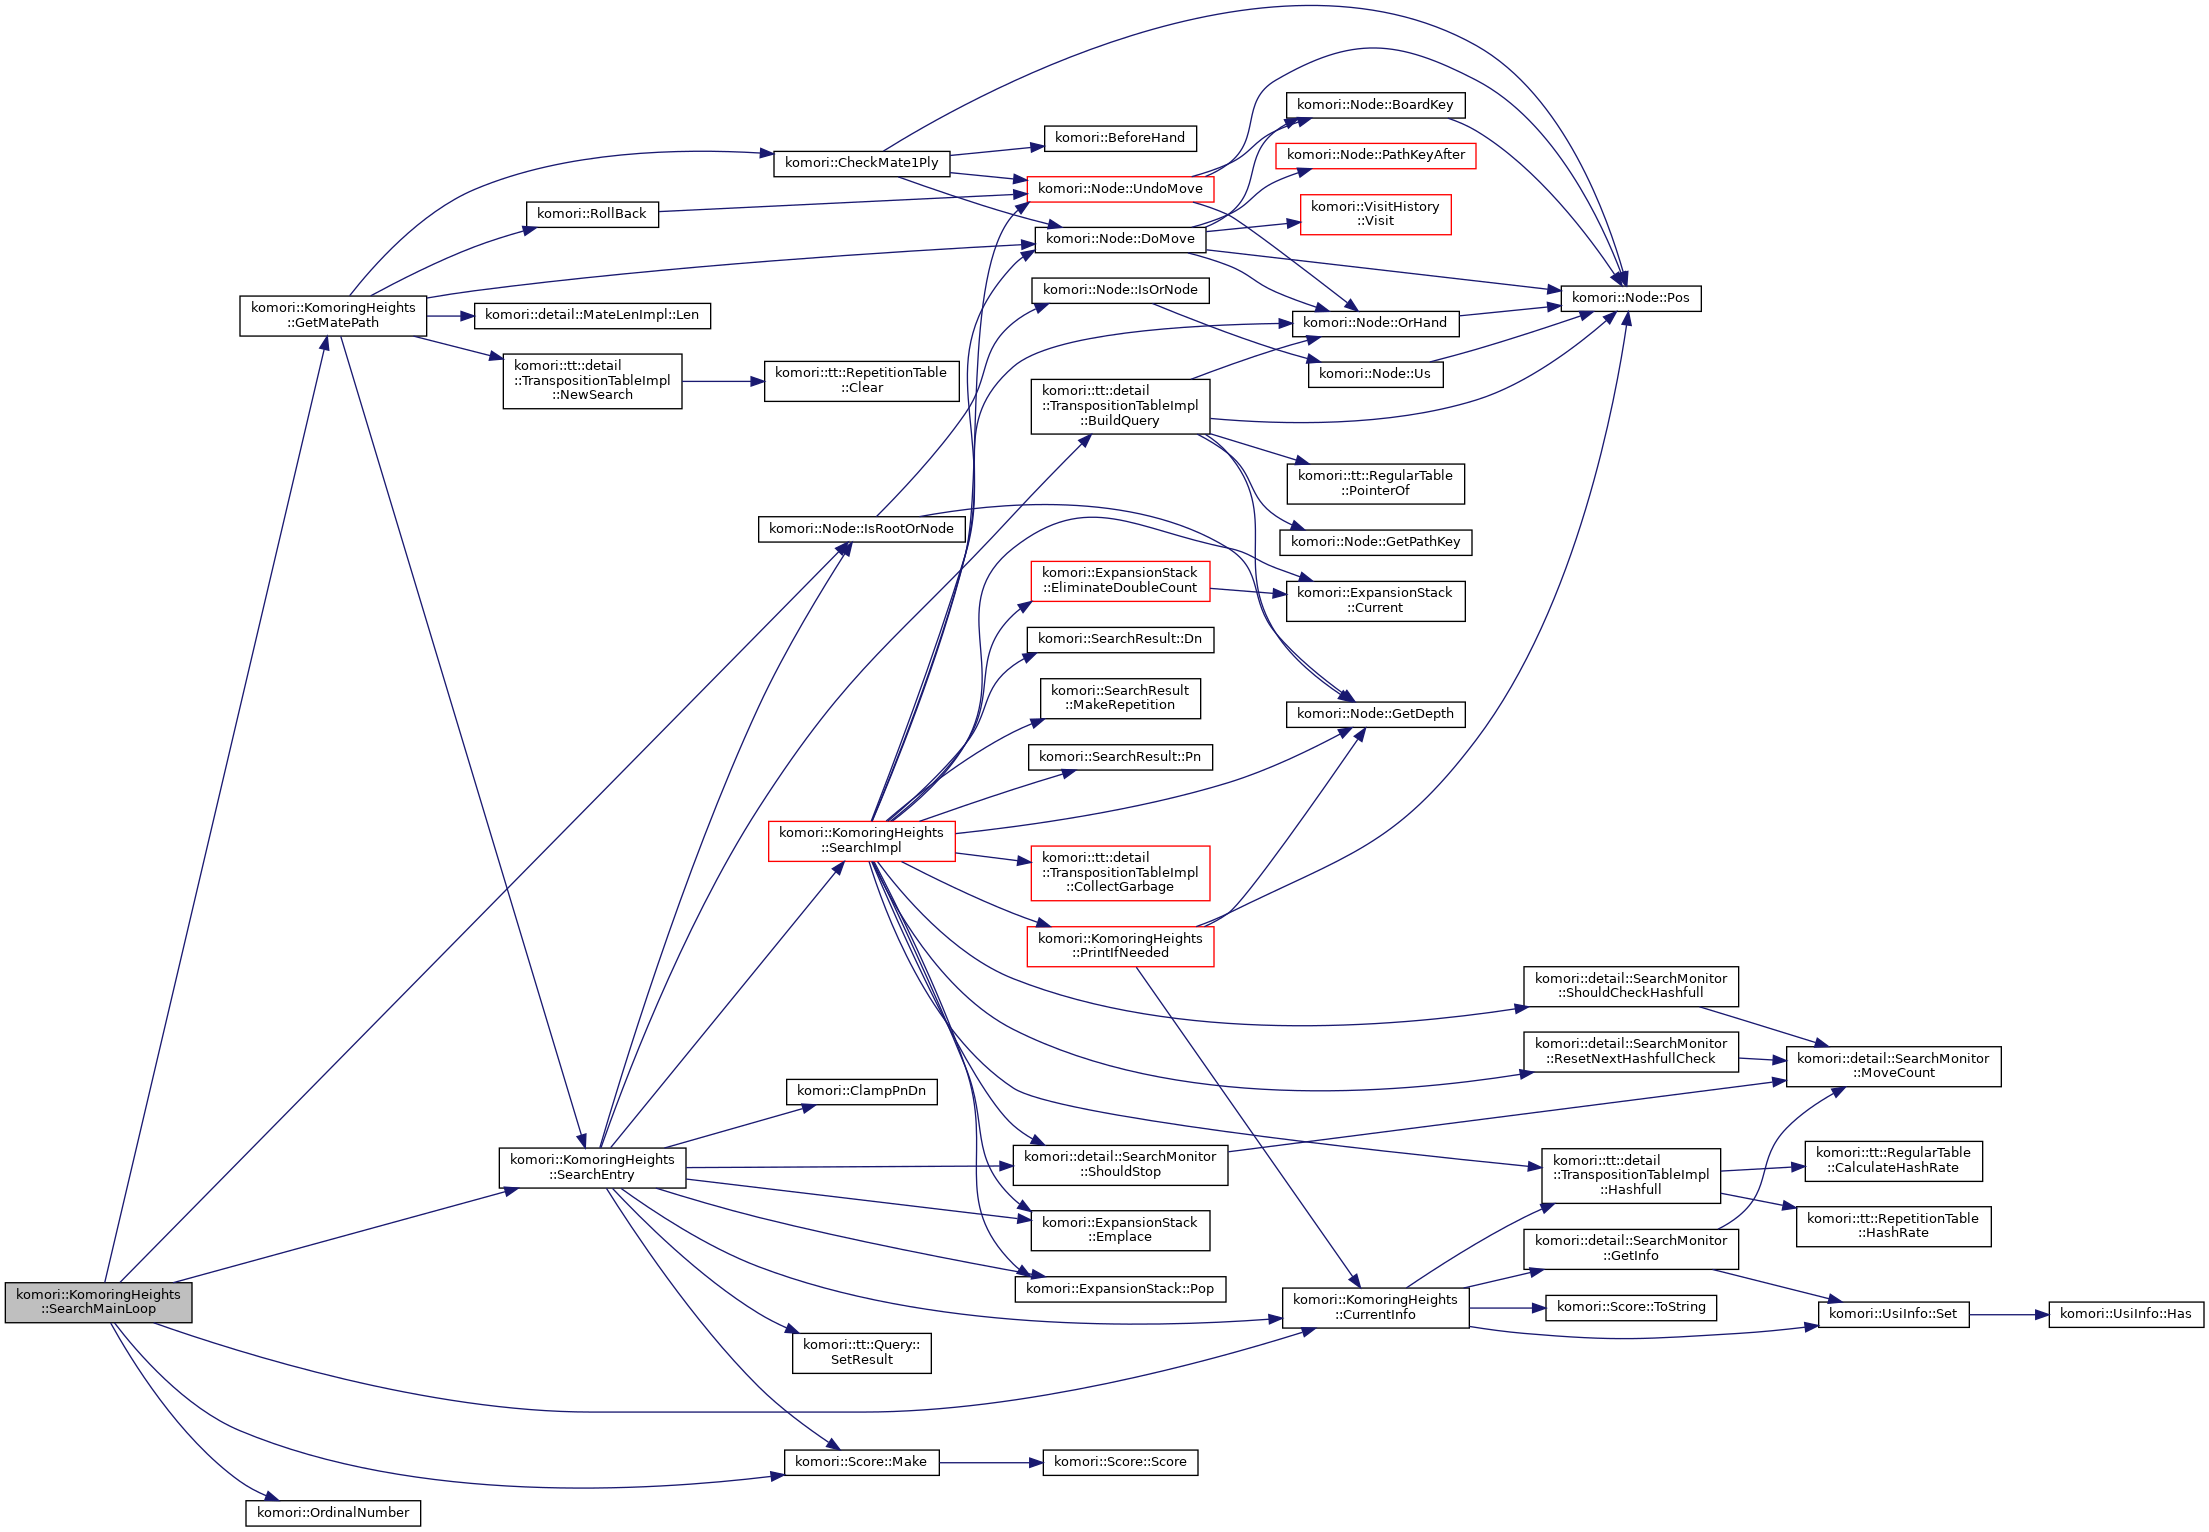 komori::Node::BoardKey
komori::BeforeHand
komori::Node::PathKeyAfter
komori::CheckMate1Ply
komori::Node::UndoMove
komori::VisitHistory
::Visit
komori::RollBack
komori::Node::DoMove
komori::Node::IsOrNode
komori::Node::Pos
komori::KomoringHeights
::GetMatePath
komori::detail::MateLenImpl::Len
komori::Node::OrHand
komori::tt::detail
::TranspositionTableImpl
::NewSearch
komori::tt::RepetitionTable
::Clear
komori::Node::Us
komori::tt::detail
::TranspositionTableImpl
::BuildQuery
komori::tt::RegularTable
::PointerOf
komori::Node::IsRootOrNode
komori::Node::GetPathKey
komori::ExpansionStack
::EliminateDoubleCount
komori::ExpansionStack
::Current
komori::SearchResult::Dn
komori::SearchResult
::MakeRepetition
komori::Node::GetDepth
komori::SearchResult::Pn
komori::KomoringHeights
::SearchImpl
komori::tt::detail
::TranspositionTableImpl
::CollectGarbage
komori::KomoringHeights
::PrintIfNeeded
komori::detail::SearchMonitor
::ShouldCheckHashfull
komori::detail::SearchMonitor
::ResetNextHashfullCheck
komori::detail::SearchMonitor
::MoveCount
komori::ClampPnDn
komori::KomoringHeights
::SearchEntry
komori::detail::SearchMonitor
::ShouldStop
komori::tt::detail
::TranspositionTableImpl
::Hashfull
komori::tt::RegularTable
::CalculateHashRate
komori::ExpansionStack
::Emplace
komori::tt::RepetitionTable
::HashRate
komori::detail::SearchMonitor
::GetInfo
komori::KomoringHeights
::SearchMainLoop
komori::ExpansionStack::Pop
komori::KomoringHeights
::CurrentInfo
komori::Score::ToString
komori::UsiInfo::Set
komori::UsiInfo::Has
komori::tt::Query::
SetResult
komori::Score::Make
komori::Score::Score
komori::OrdinalNumber